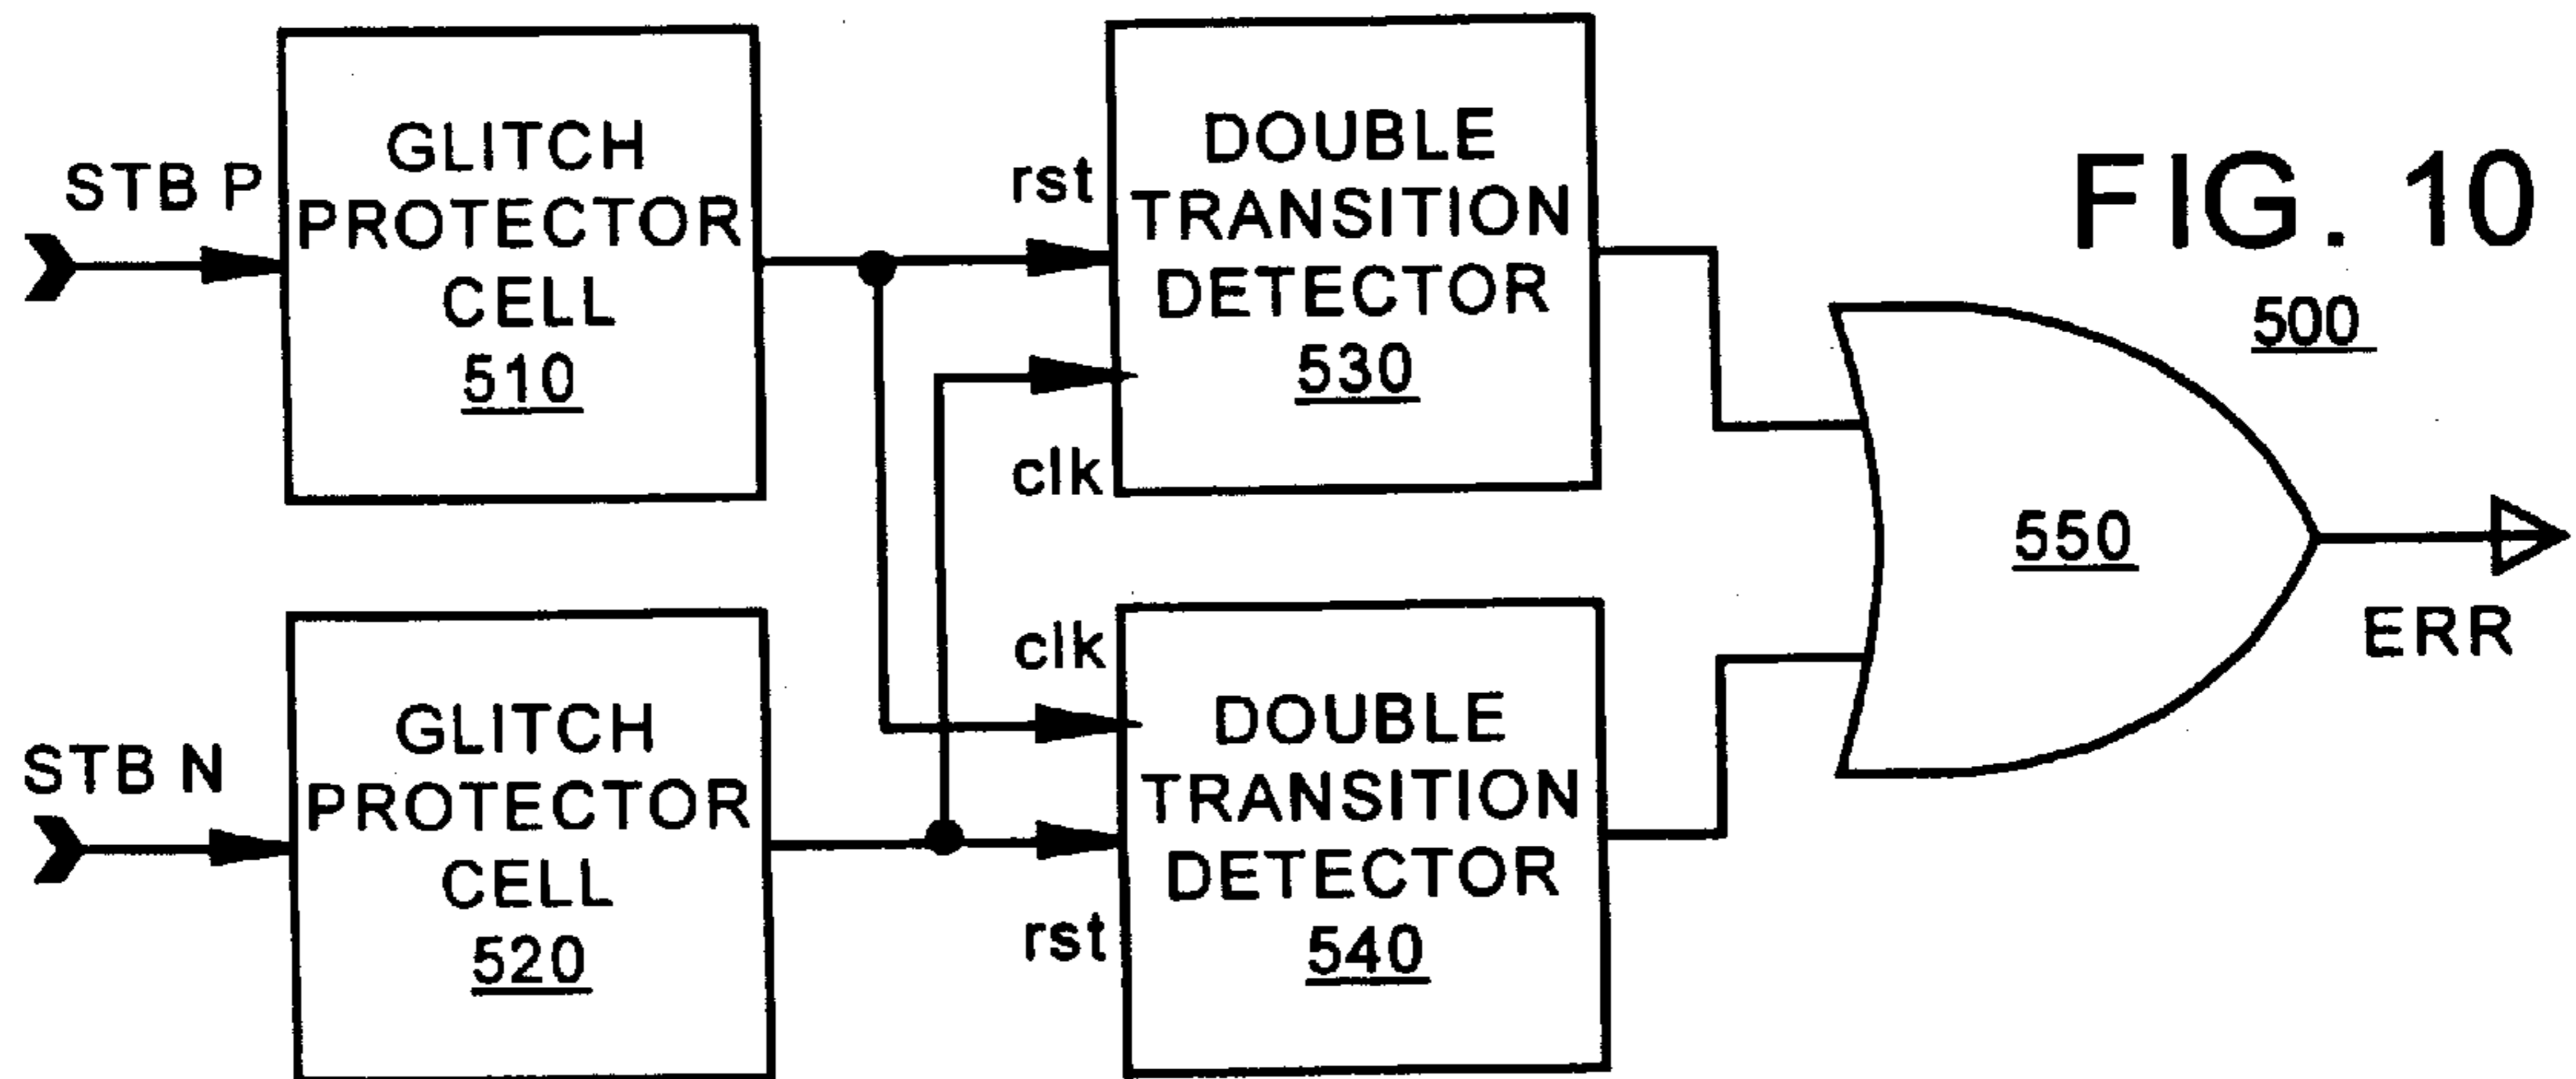 STB P
GLITCH
PROTECTOR
CELL
510
rst
clk
DOUBLE
TRANSITION
DETECTOR
530
FIG. 10
500
STB N
GLITCH
PROTECTOR
CELL
520
clk
rst
DOUBLE
TRANSITION
DETECTOR
540
550
ERR